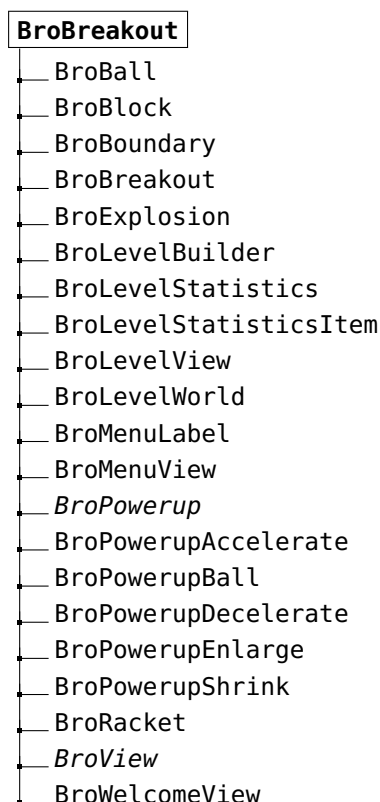 BroBreakout
BroBall
BroBlock
BroBoundary
BroBreakout
BroExplosion
BroLevelBuilder
BroLevelStatistics
BroLevelStatisticsItem
BroLevelView
BroLevelWorld
BroMenuLabel
BroMenuView
BroPowerup
BroPowerupAccelerate
BroPowerupBall
BroPowerupDecelerate
BroPowerupEnlarge
BroPowerupShrink
BroRacket
BroView
BroWelcomeView